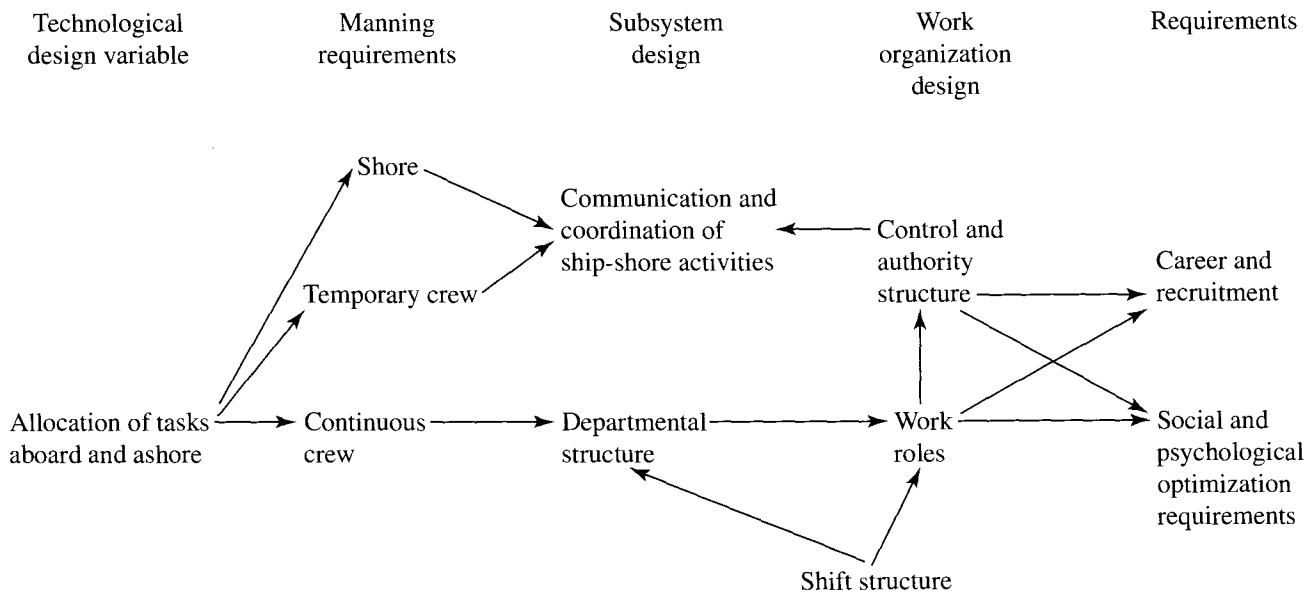 Technological
design variable
Manning
requirements
Subsystem
design
Work
organization
design
Requirements
Shore
Communication and
coordination of
ship-shore activities
Control and
authority
structure
Career and
recruitment
Temporary crew
Allocation of tasks
aboard and ashore
Continuous
crew
Departmental
structure
Work
roles
Social and
psychological
optimization
requirements
Shift structure